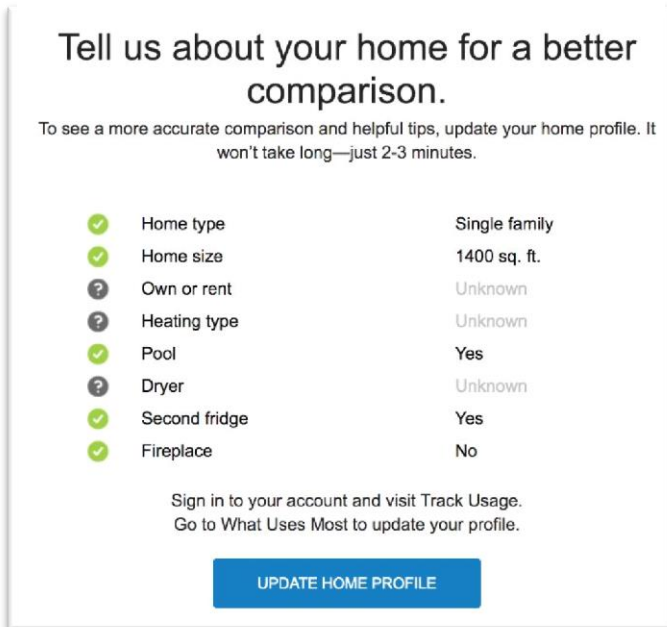 Tell us about your home for a better
comparison.
To see a more accurate comparison and helpful tips, update your home profile. It
won't take long—just 2-3 minutes.
Home type Single family
Home size 1400 sq. ft.
Own or rent Unknown
Heating type Unknown
Pool Yes
Dryer Unknown
Second fridge Yes
Fireplace No
Sign in to your account and visit Track Usage.
Go to What Uses Most to update your profile.
UPDATE HOME PROFILE